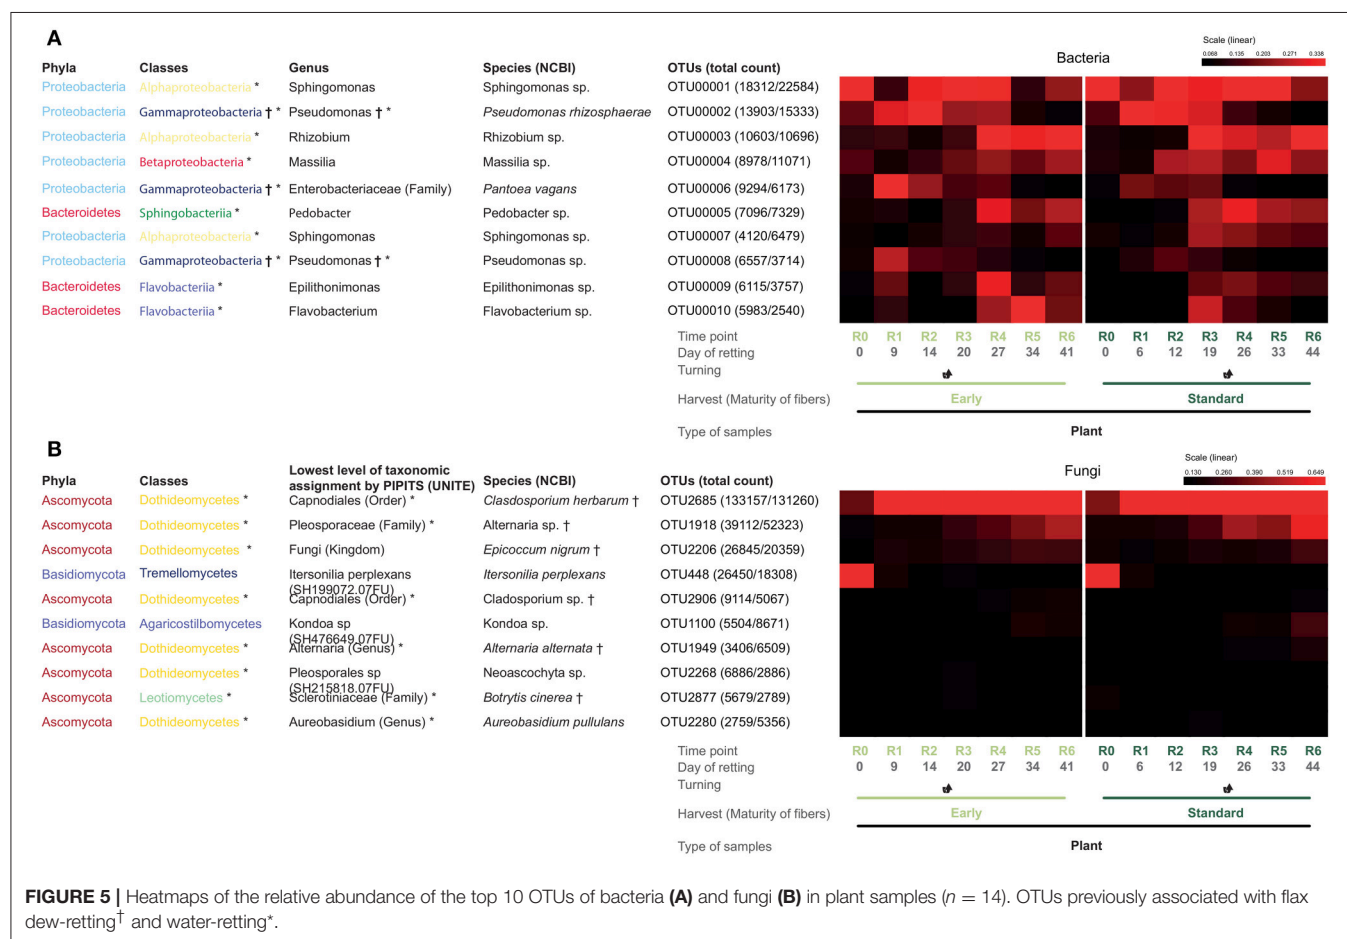 A
Scale (linear)
0.068 0.135 0.203 0.271 0.338
Bacteria
Phyla Classes Genus Species (NCBI) OTUs (total count)
Proteobacteria Alphaproteobacteria * Sphingomonas Sphingomonas sp. OTU00001 (18312/22584)
Proteobacteria Gammaproteobacteria † * Pseudomonas † * Pseudomonas rhizosphaerae OTU00002 (13903/15333)
Proteobacteria Alphaproteobacteria * Rhizobium Rhizobium sp. OTU00003 (10603/10696)
Proteobacteria Betaproteobacteria * Massilia Massilia sp. OTU00004 (8978/11071)
Proteobacteria Gammaproteobacteria † * Enterobacteriaceae (Family) Pantoea vagans OTU00006 (9294/6173)
Bacteroidetes Sphingobacteriia * Pedobacter Pedobacter sp. OTU00005 (7096/7329)
Proteobacteria Alphaproteobacteria * Sphingomonas Sphingomonas sp. OTU00007 (4120/6479)
Proteobacteria Gammaproteobacteria † * Pseudomonas † * Pseudomonas sp. OTU00008 (6557/3714)
Bacteroidetes Flavobacteriia * Epilithonimonas Epilithonimonas sp. OTU00009 (6115/3757)
Bacteroidetes Flavobacteriia * Flavobacterium Flavobacterium sp. OTU00010 (5983/2540)
Time point R0 R1 R2 R3 R4 R5 R6 R0 R1 R2 R3 R4 R5 R6
Day of retting 0 9 14 20 27 34 41 0 6 12 19 26 33 44
Turning
Harvest (Maturity of fibers) Early Standard
Type of samples Plant
B
Scale (linear)
0.130 0.260 0.390 0.519 0.649
Fungi
Phyla Classes Lowest level of taxonomic Species (NCBI) OTUs (total count)
assignment by PIPITS (UNITE)
Ascomycota Dothideomycetes * Capnodiales (Order) * Clasdosporium herbarum † OTU2685 (133157/131260)
Ascomycota Dothideomycetes * Pleosporaceae (Family) * Alternaria sp. † OTU1918 (39112/52323)
Ascomycota Dothideomycetes * Fungi (Kingdom) Epicoccum nigrum † OTU2206 (26845/20359)
Basidiomycota Tremellomycetes Itersonilia perplexans Itersonilia perplexans OTU448 (26450/18308)
(SH199072.07FU)
Ascomycota Dothideomycetes * Capnodiales (Order) * Cladosporium sp. † OTU2906 (9114/5067)
Basidiomycota Agaricostilbomycetes Kondoa sp Kondoa sp. OTU1100 (5504/8671)
(SH476649.07FU)
Ascomycota Dothideomycetes * Alternaria (Genus) * Alternaria alternata † OTU1949 (3406/6509)
Ascomycota Dothideomycetes * Pleosporales sp Neoascochyta sp. OTU2268 (6886/2886)
(SH215818.07FU)
Ascomycota Leotiomycetes * Sclerotiniaceae (Family) * Botrytis cinerea † OTU2877 (5679/2789)
Ascomycota Dothideomycetes * Aureobasidium (Genus) * Aureobasidium pullulans OTU2280 (2759/5356)
Time point R0 R1 R2 R3 R4 R5 R6 R0 R1 R2 R3 R4 R5 R6
Day of retting 0 9 14 20 27 34 41 0 6 12 19 26 33 44
Turning
Harvest (Maturity of fibers) Early Standard
Type of samples Plant
FIGURE 5 | Heatmaps of the relative abundance of the top 10 OTUs of bacteria (A) and fungi (B) in plant samples (n = 14). OTUs previously associated with flax
dew-retting† and water-retting*.